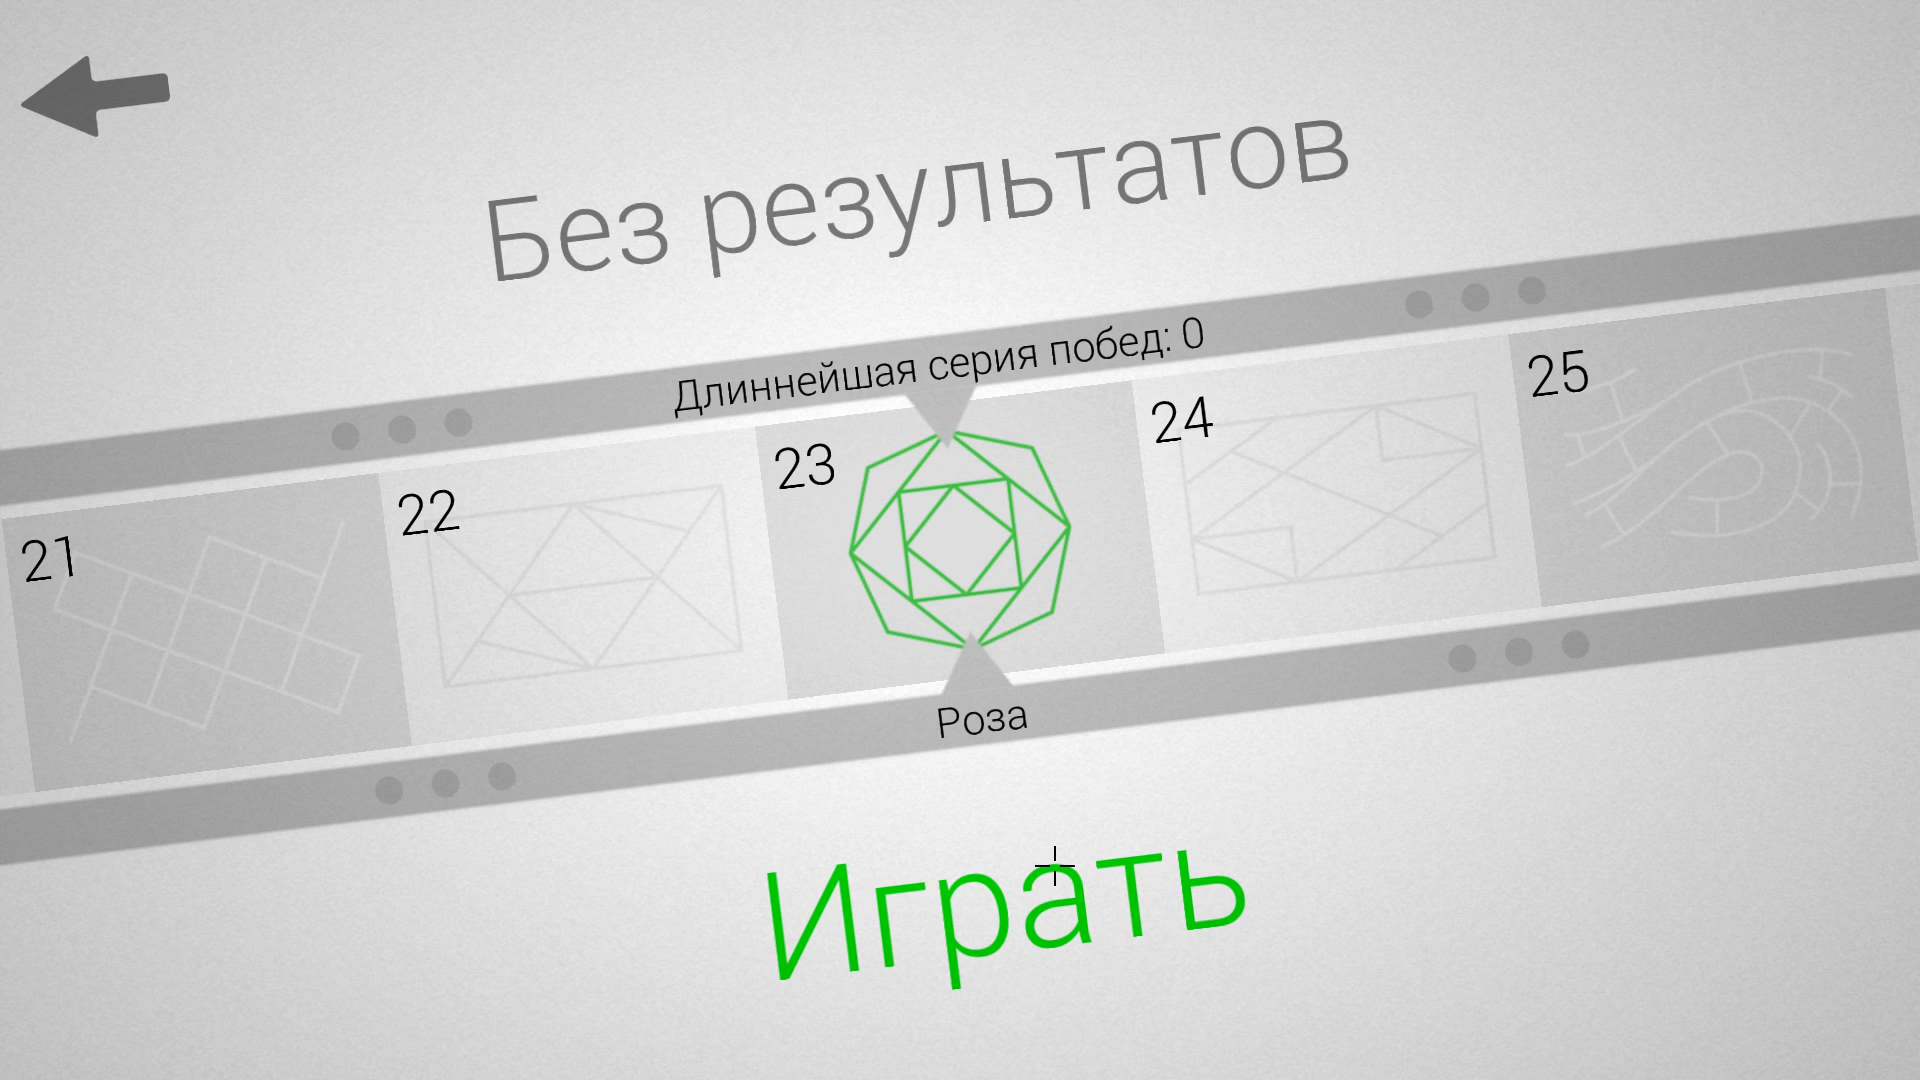 Без результатов
Длиннейшая серия побед: 0
21
22
23
24
25
Роза
Играть